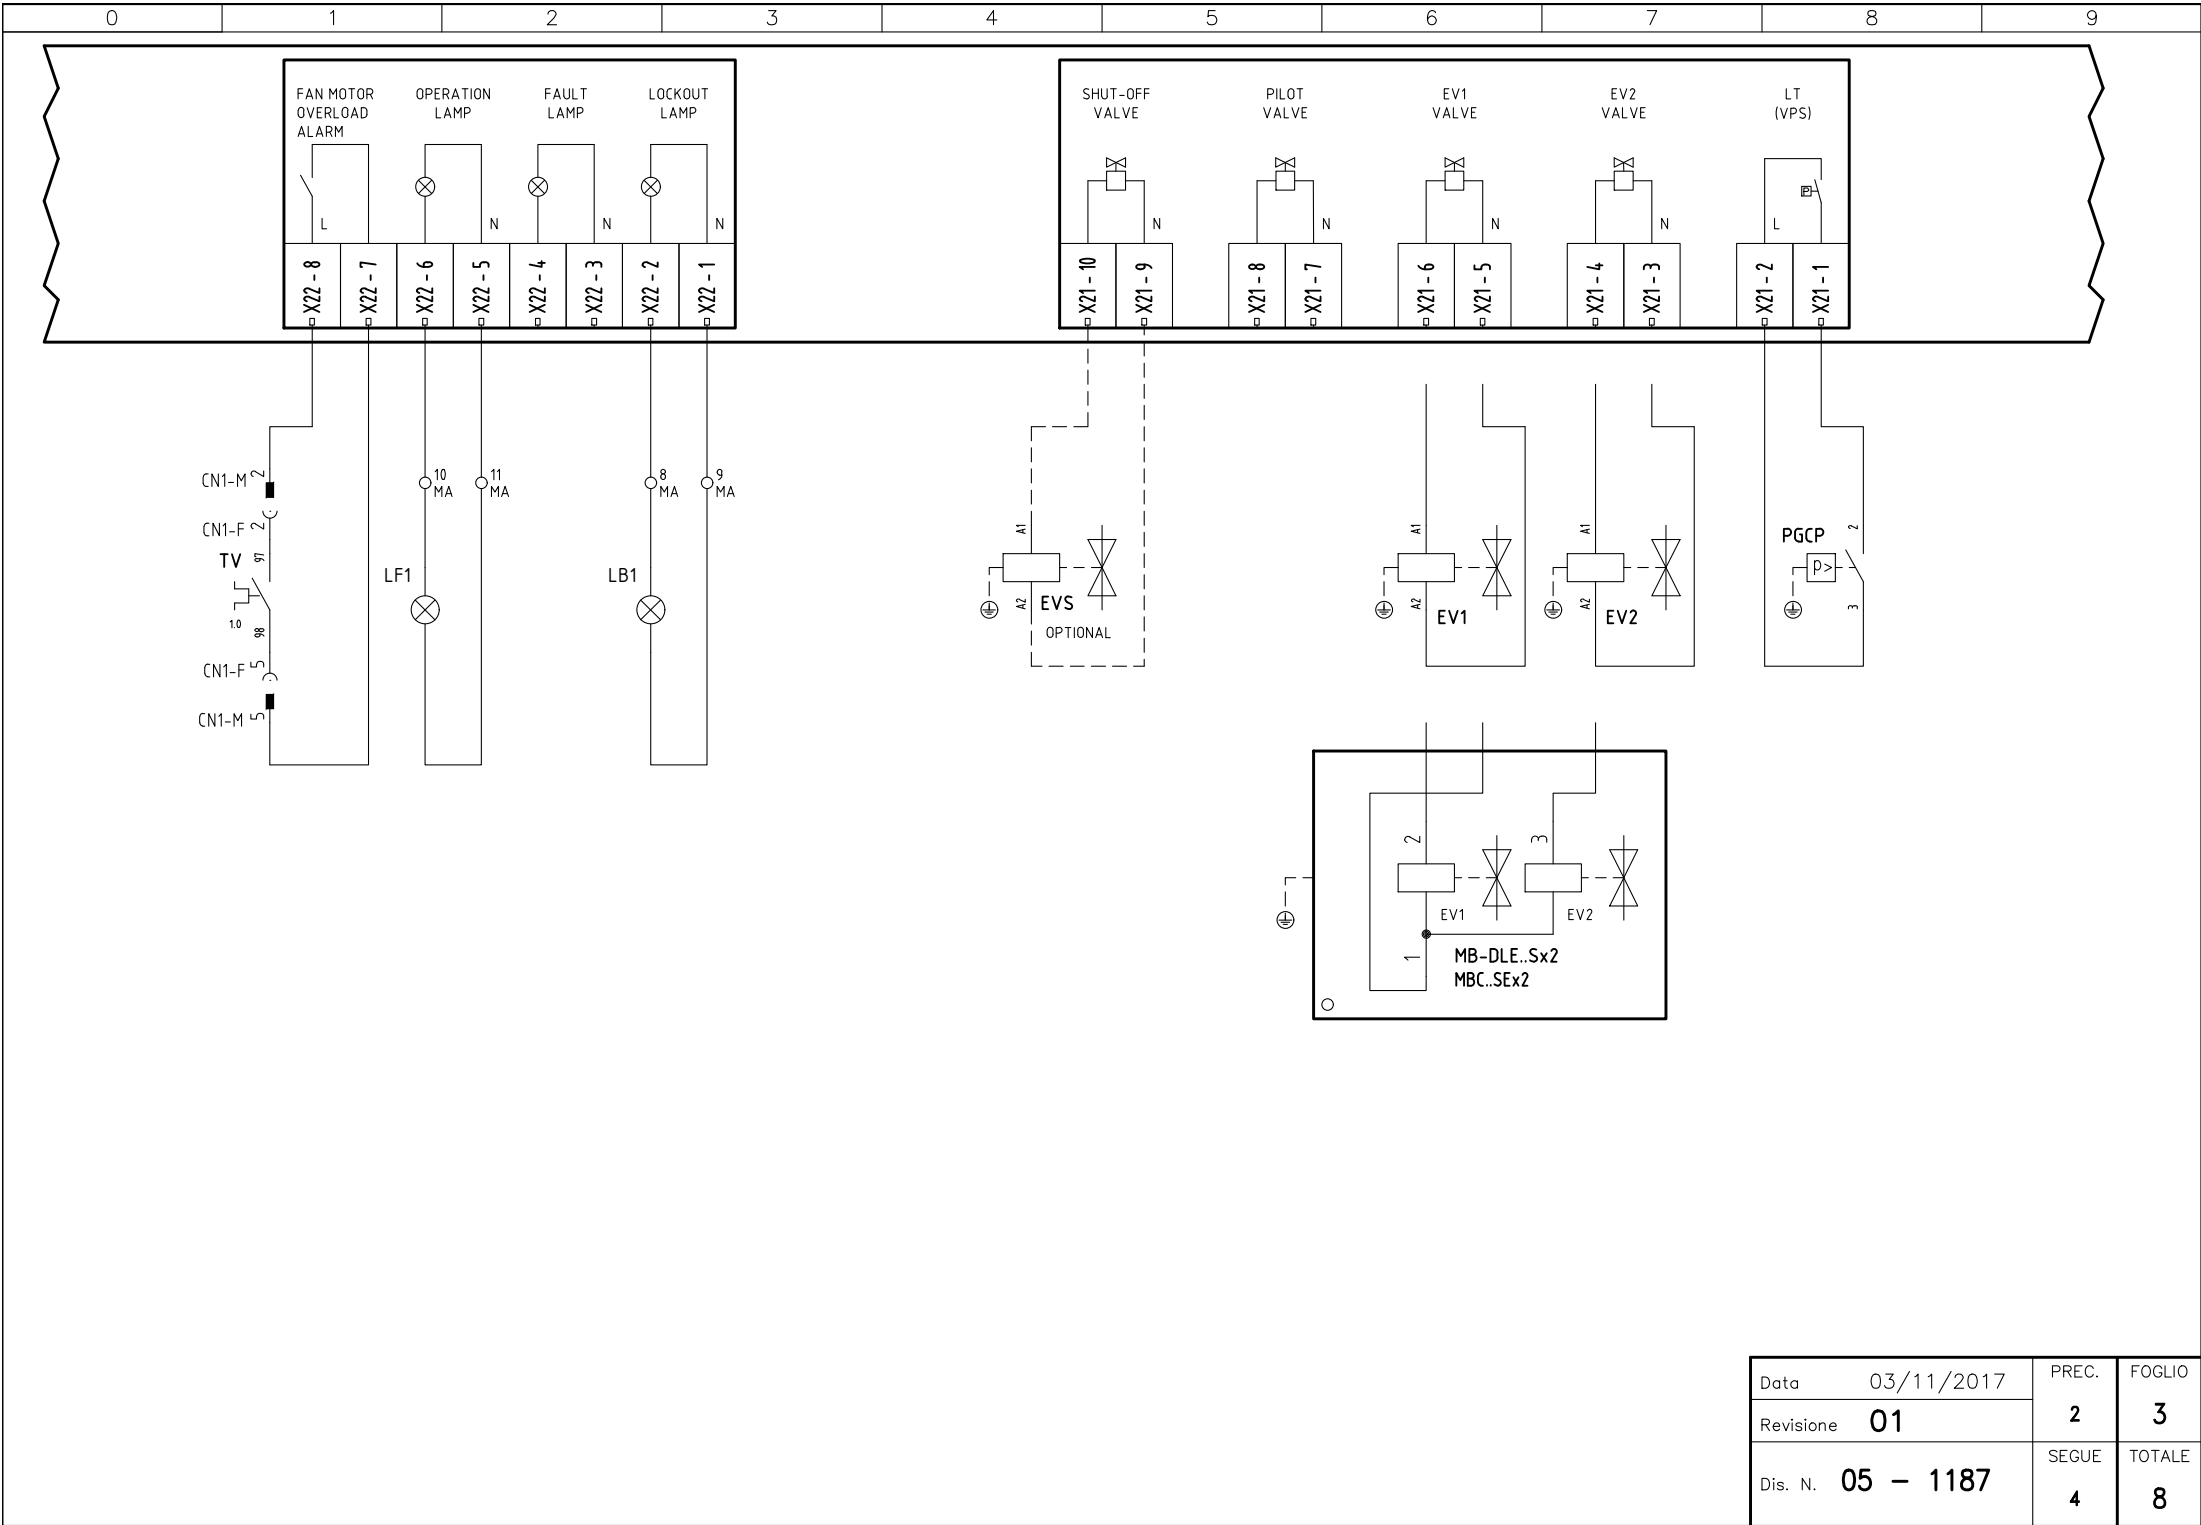 0 1 2 3 4 5 6 7 8 9
FAN MOTOR
OVERLOAD
ALARM
OPERATION
LAMP
FAULT
LAMP
LOCKOUT
LAMP
SHUT-OFF
VALVE
PILOT
VALVE
EV1
VALVE
EV2
VALVE
LT
(VPS)
P
L N N N N N N N L
X22 - 8
X22 - 7
X22 - 6
X22 - 5
X22 - 4
X22 - 3
X22 - 2
X22 - 1
X21 - 10
X21 - 9
X21 - 8
X21 - 7
X21 - 6
X21 - 5
X21 - 4
X21 - 3
X21 - 2
X21 - 1
CN1-M 2
CN1-F 2
TV 97
1.0
98
CN1-F 5
CN1-M 5
10
MA
11
MA
LF1
8
MA
9
MA
LB1
A1
A2
EVS
OPTIONAL
A1
A2
EV1
A1
A2
EV2
PGCP
2
p>
3
2
3
EV1
EV2
1
MB-DLE..Sx2
MBC..SEx2
Data 03/11/2017
Revisione 01
Dis. N. 05 - 1187
PREC.
2
FOGLIO
3
SEGUE
4
TOTALE
8